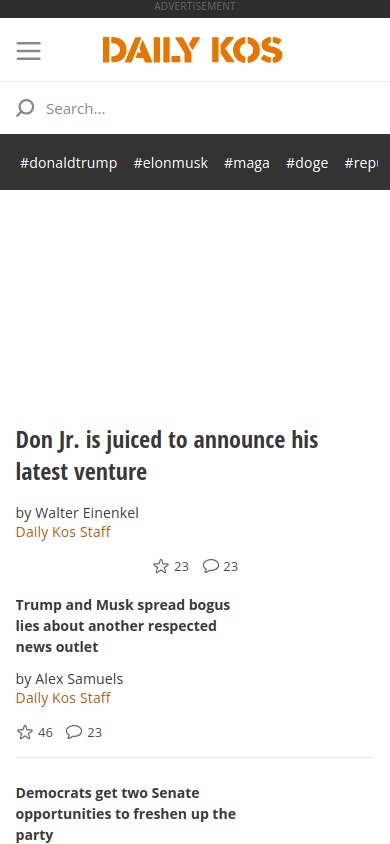 ADVERTISEMENT
DAILY KOS
Search...
#donaldtrump #elonmusk #maga #doge #repu
Don Jr. is juiced to announce his
latest venture
by Walter Einenkel
Daily Kos Staff
23 23
Trump and Musk spread bogus
lies about another respected
news outlet
by Alex Samuels
Daily Kos Staff
46 23
Democrats get two Senate
opportunities to freshen up the
party